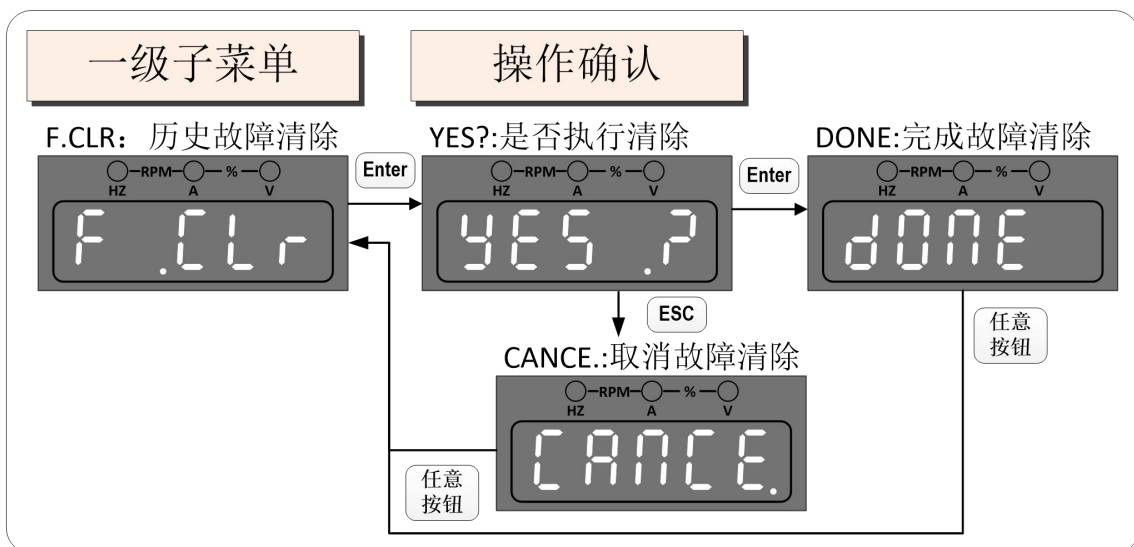 一级子菜单
操作确认
F.CLR： 历史故障清除
YES?:是否执行清除
DONE:完成故障清除
RPM %
HZ A V
F .CLr
Enter
RPM %
HZ A V
YES .?
Enter
RPM %
HZ A V
dONE
ESC
任意
按钮
CANCE.:取消故障清除
RPM %
HZ A V
CANCE.
任意
按钮